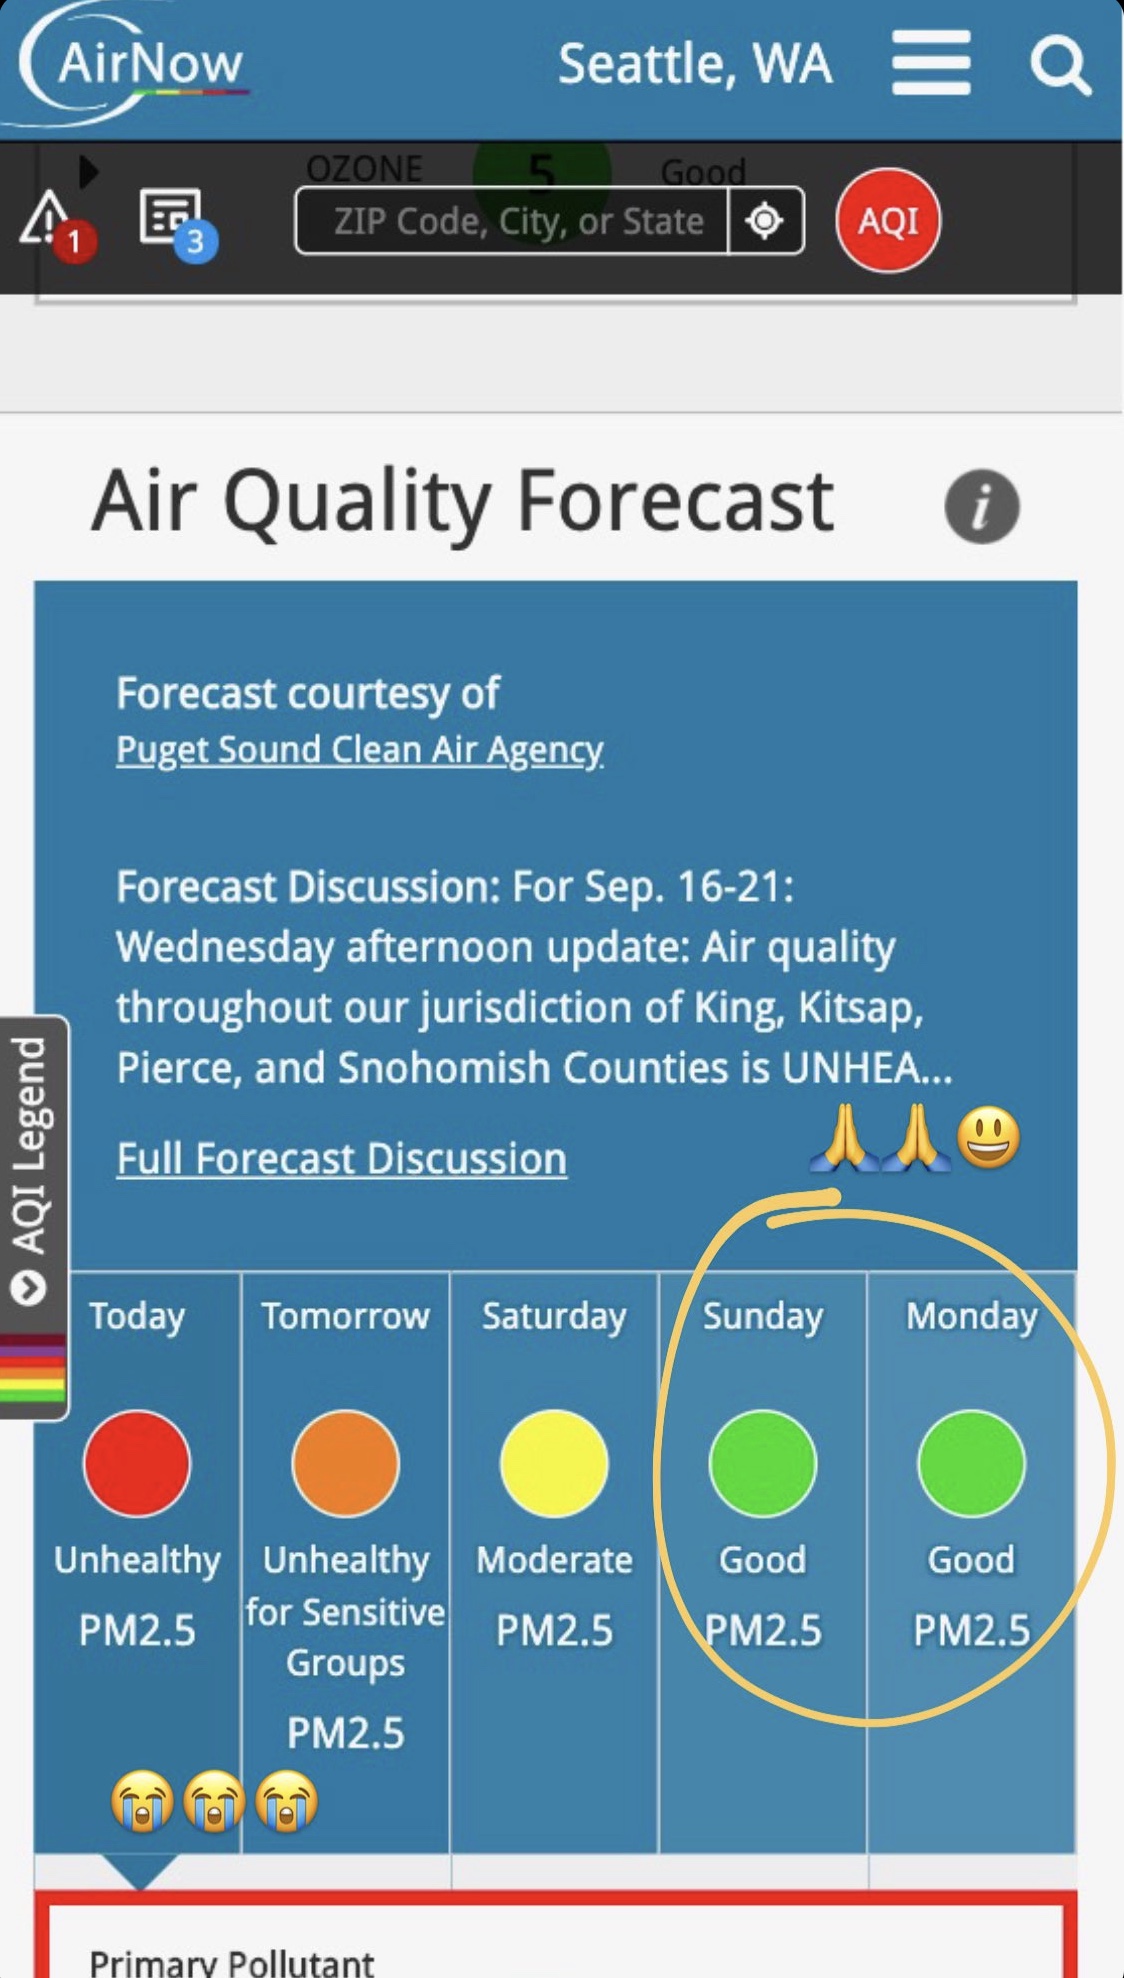 AirNow
Seattle, WA
OZONE 5 Good
1
3
ZIP Code, City, or State
AQI
Air Quality Forecast
i
Forecast courtesy of
Puget Sound Clean Air Agency
Forecast Discussion: For Sep. 16-21:
Wednesday afternoon update: Air quality
throughout our jurisdiction of King, Kitsap,
Pierce, and Snohomish Counties is UNHEA...
🙏🙏😃
Full Forecast Discussion
AQI Legend
Today
Unhealthy
PM2.5
Tomorrow
Unhealthy
for Sensitive
Groups
PM2.5
Saturday
Moderate
PM2.5
Sunday
Good
PM2.5
Monday
Good
PM2.5
😭😭😭
Primary Pollutant